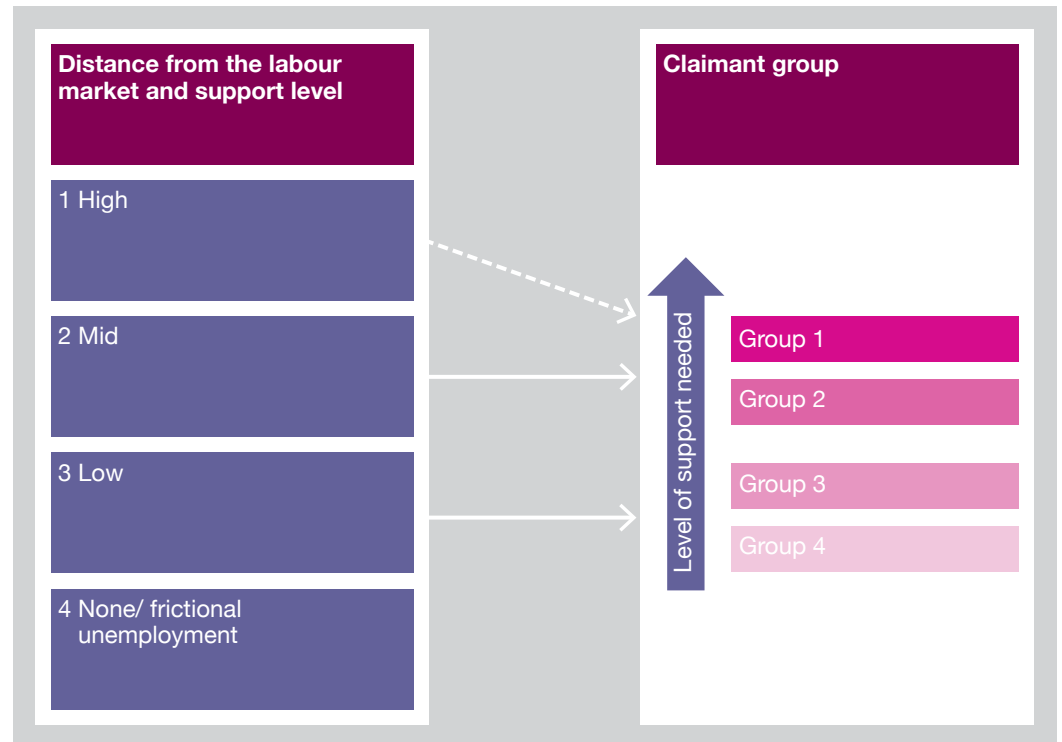 Distance from the labour
market and support level
1 High
2 Mid
3 Low
4 None/ frictional
unemployment
Claimant group
Level of support needed
Group 1
Group 2
Group 3
Group 4